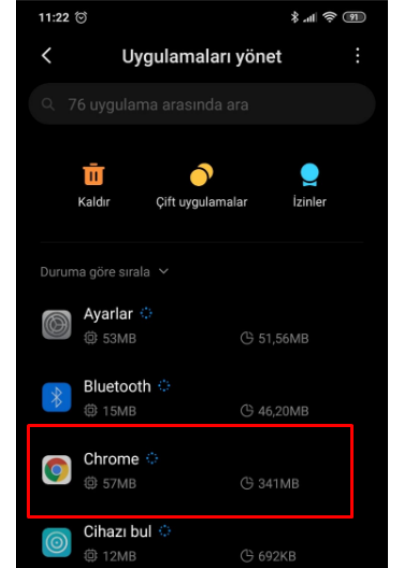 11:22 91
Uygulamaları yönet
76 uygulama arasında ara
Kaldır Çift uygulamalar İzinler
Duruma göre sırala
Ayarlar
53MB 51,56MB
Bluetooth
15MB 46,20MB
Chrome
57MB 341MB
Cihazı bul
12MB 692KB